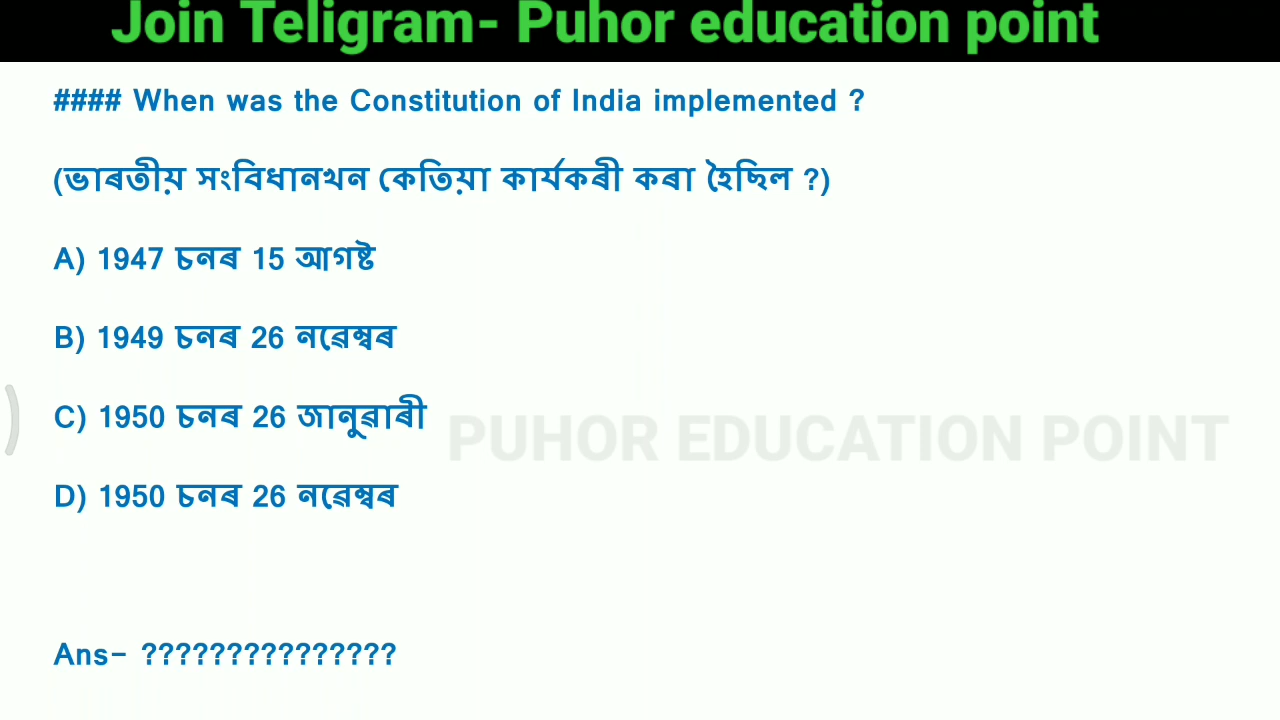 Join Teligram- Puhor education point
#### When was the Constitution of India implemented ?
(ভাৰতীয় সংবিধানখন কেতিয়া কাৰ্যকৰী কৰা হৈছিল ?)
A) 1947 চনৰ 15 আগষ্ট
B) 1949 চনৰ 26 নৱেম্বৰ
C) 1950 চনৰ 26 জানুৱাৰী
PUHOR EDUCATION POINT
D) 1950 চনৰ 26 নৱেম্বৰ
Ans- ???????????????